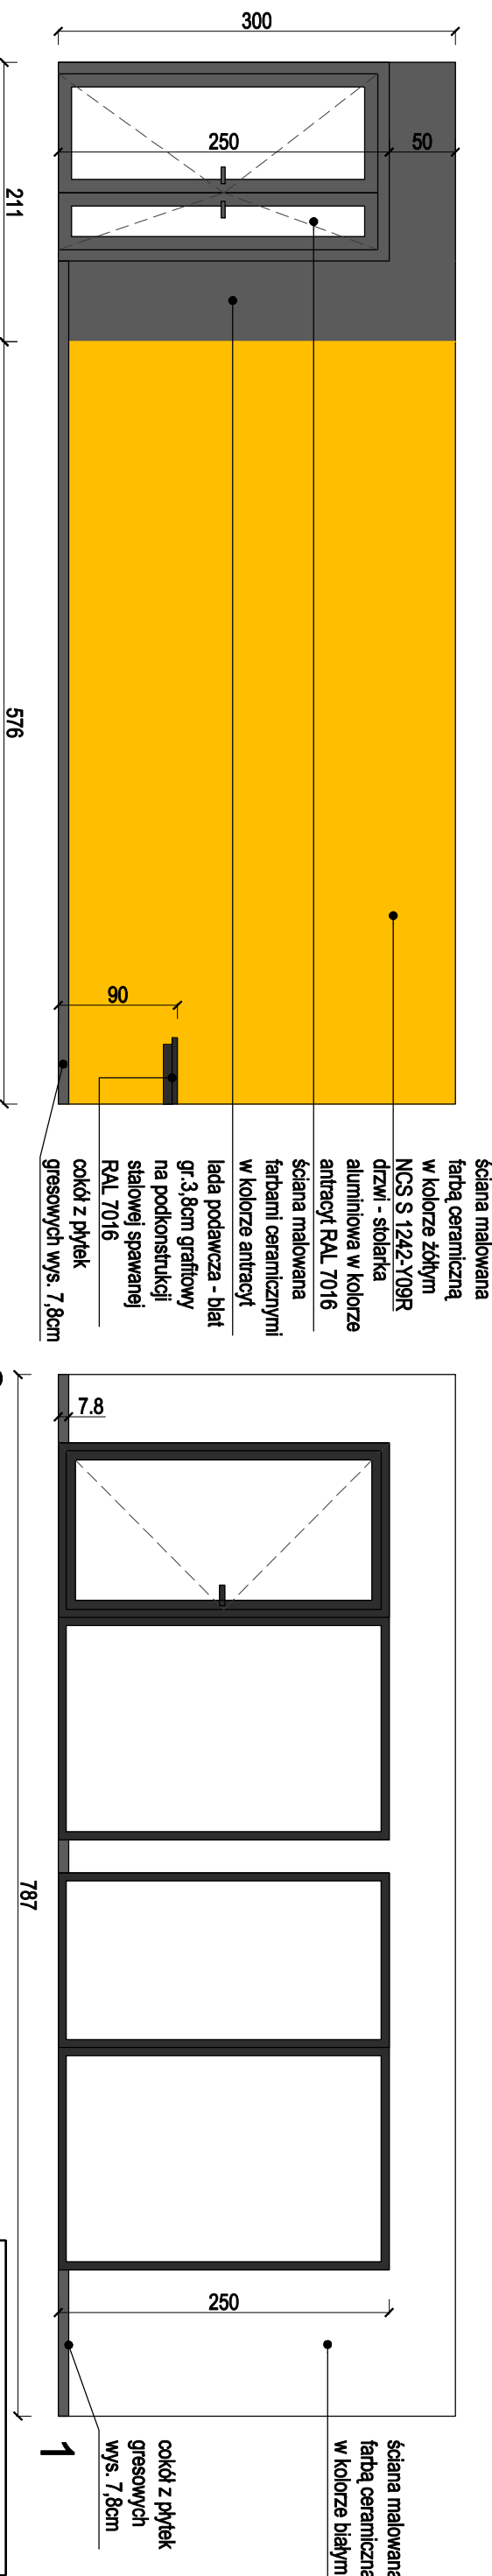 300
250
50
211
576
90
ściana malowana
farbą ceramiczną
w kolorze żółtym
NCS S 1242-Y09R
drzwi - stolarka
aluminiowa w kolorze
antracyt RAL 7016
ściana malowana
farbami ceramicznymi
w kolorze antracyt
lada podawcza - blat
gr.3,8cm grafitowy
na podkonstrukcji
stalowej spawanej
RAL 7016
cokół z płytek
gresowych wys. 7,8cm
7.8
787
250
ściana malowana
farbą ceramiczną
w kolorze białym
cokół z płytek
gresowych
wys. 7,8cm
1